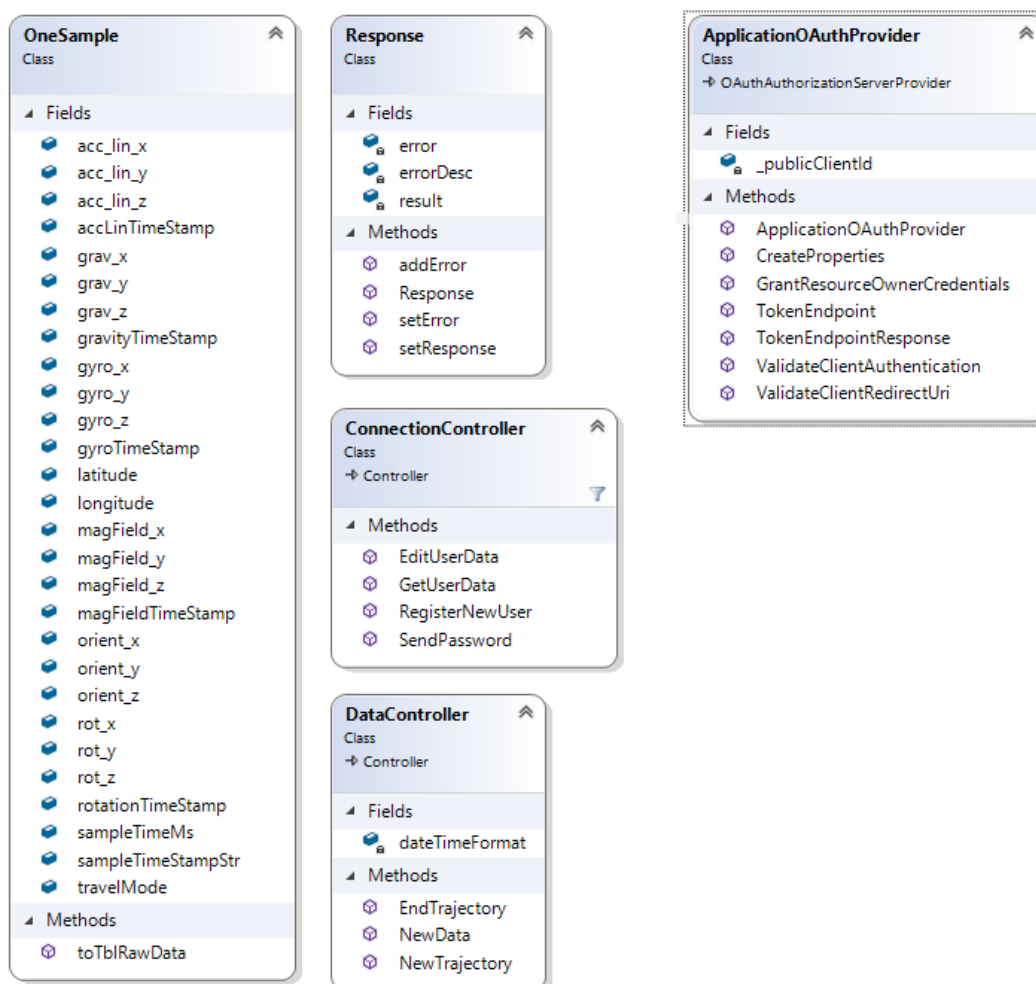 OneSample
Class
Fields
acc_lin_x
acc_lin_y
acc_lin_z
accLinTimeStamp
grav_x
grav_y
grav_z
gravityTimeStamp
gyro_x
gyro_y
gyro_z
gyroTimeStamp
latitude
longitude
magField_x
magField_y
magField_z
magFieldTimeStamp
orient_x
orient_y
orient_z
rot_x
rot_y
rot_z
rotationTimeStamp
sampleTimeMs
sampleTimeStampStr
travelMode
Methods
toTblRawData
Response
Class
Fields
error
errorDesc
result
Methods
addError
Response
setError
setResponse
ConnectionController
Class
Controller
Methods
EditUserData
GetUserData
RegisterNewUser
SendPassword
DataController
Class
Controller
Fields
dateTimeFormat
Methods
EndTrajectory
NewData
NewTrajectory
ApplicationOAuthProvider
Class
OAuthAuthorizationServerProvider
Fields
_publicClientId
Methods
ApplicationOAuthProvider
CreateProperties
GrantResourceOwnerCredentials
TokenEndpoint
TokenEndpointResponse
ValidateClientAuthentication
ValidateClientRedirectUri